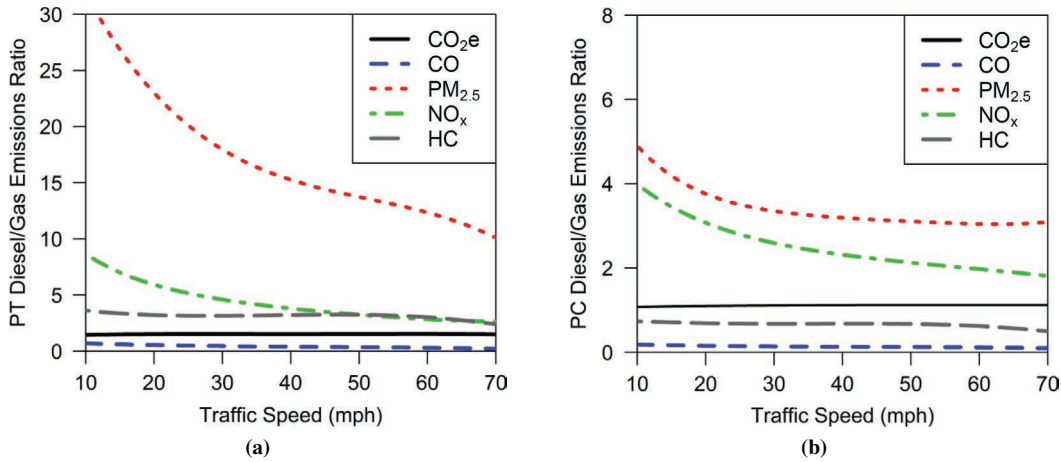 PT Diesel/Gas Emissions Ratio
30
25
20
15
10
5
0
CO₂e
CO
PM₂.₅
NOₓ
HC
10 20 30 40 50 60 70
Traffic Speed (mph)
(a)
PC Diesel/Gas Emissions Ratio
8
6
4
2
0
CO₂e
CO
PM₂.₅
NOₓ
HC
10 20 30 40 50 60 70
Traffic Speed (mph)
(b)